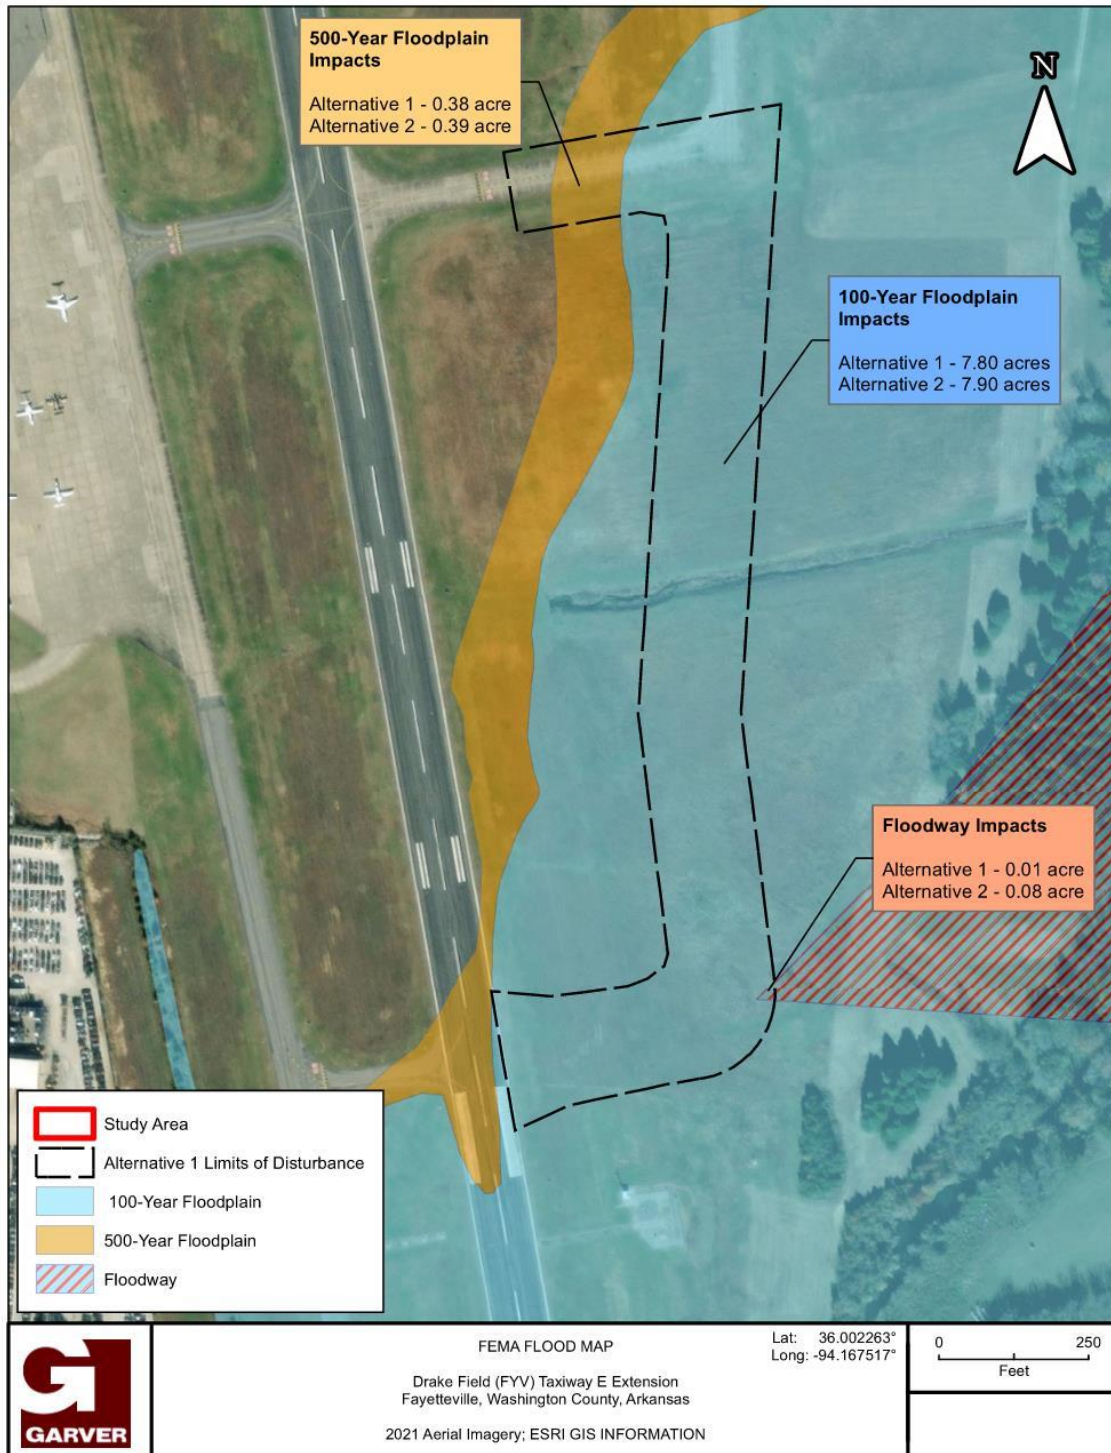 500-Year Floodplain
Impacts
Alternative 1 - 0.38 acre
Alternative 2 - 0.39 acre
N
100-Year Floodplain
Impacts
Alternative 1 - 7.80 acres
Alternative 2 - 7.90 acres
Floodway Impacts
Alternative 1 - 0.01 acre
Alternative 2 - 0.08 acre
Study Area
Alternative 1 Limits of Disturbance
100-Year Floodplain
500-Year Floodplain
Floodway
GARVER
FEMA FLOOD MAP
Drake Field (FYV) Taxiway E Extension
Fayetteville, Washington County, Arkansas
2021 Aerial Imagery; ESRI GIS INFORMATION
Lat: 36.002263°
Long: -94.167517°
0 250
Feet